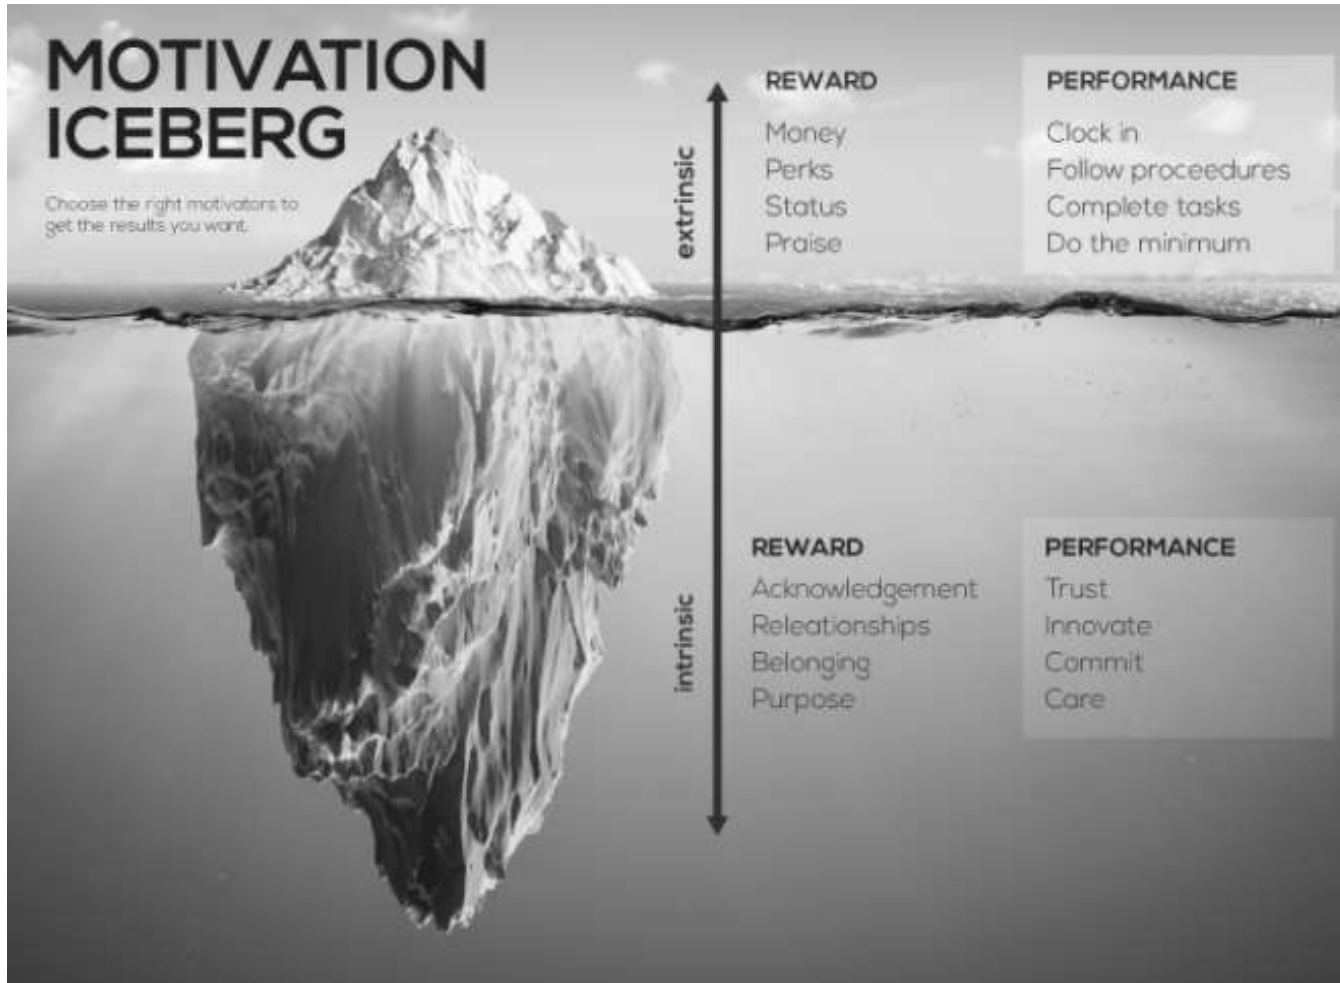 MOTIVATION
ICEBERG
Choose the right motivators to
get the results you want.
extrinsic
REWARD
Money
Perks
Status
Praise
PERFORMANCE
Clock in
Follow proceedures
Complete tasks
Do the minimum
intrinsic
REWARD
Acknowledgement
Releationships
Belonging
Purpose
PERFORMANCE
Trust
Innovate
Commit
Care